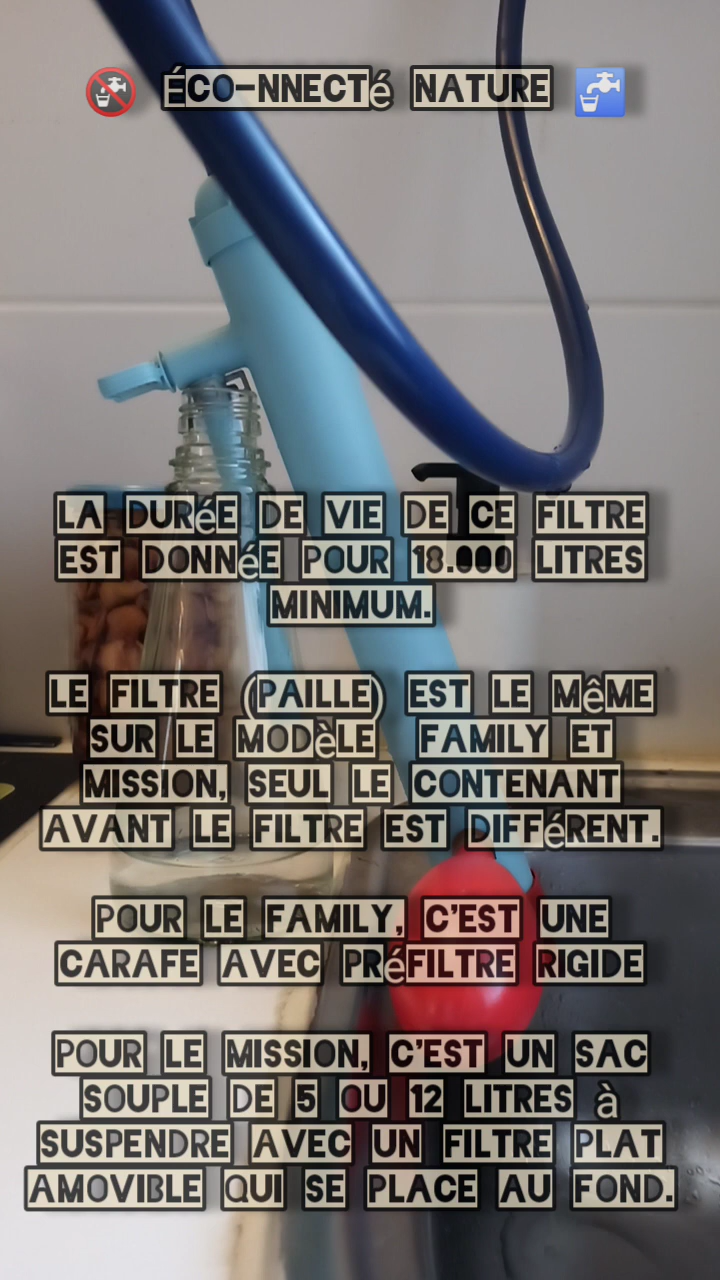 🚫 ÉCO-NNECTé NATURE 🚰
LA DURéE DE VIE DE CE FILTRE
EST DONNéE POUR 18.000 LITRES
MINIMUM.
LE FILTRE (PAILLE) EST LE MêME
SUR LE MODèLE FAMILY ET
MISSION, SEUL LE CONTENANT
AVANT LE FILTRE EST DIFFéRENT.
POUR LE FAMILY, C'EST UNE
CARAFE AVEC PRéFILTRE RIGIDE
POUR LE MISSION, C'EST UN SAC
SOUPLE DE 5 OU 12 LITRES à
SUSPENDRE AVEC UN FILTRE PLAT
AMOVIBLE QUI SE PLACE AU FOND.